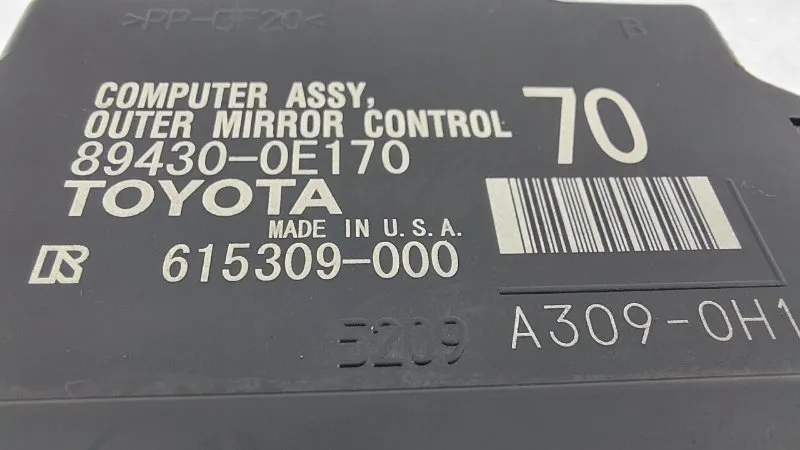 >PP-GF20<
B
COMPUTER ASSY,
OUTER MIRROR CONTROL
70
89430-0E170
TOYOTA
MADE IN U.S.A.
615309-000
A309-0H1